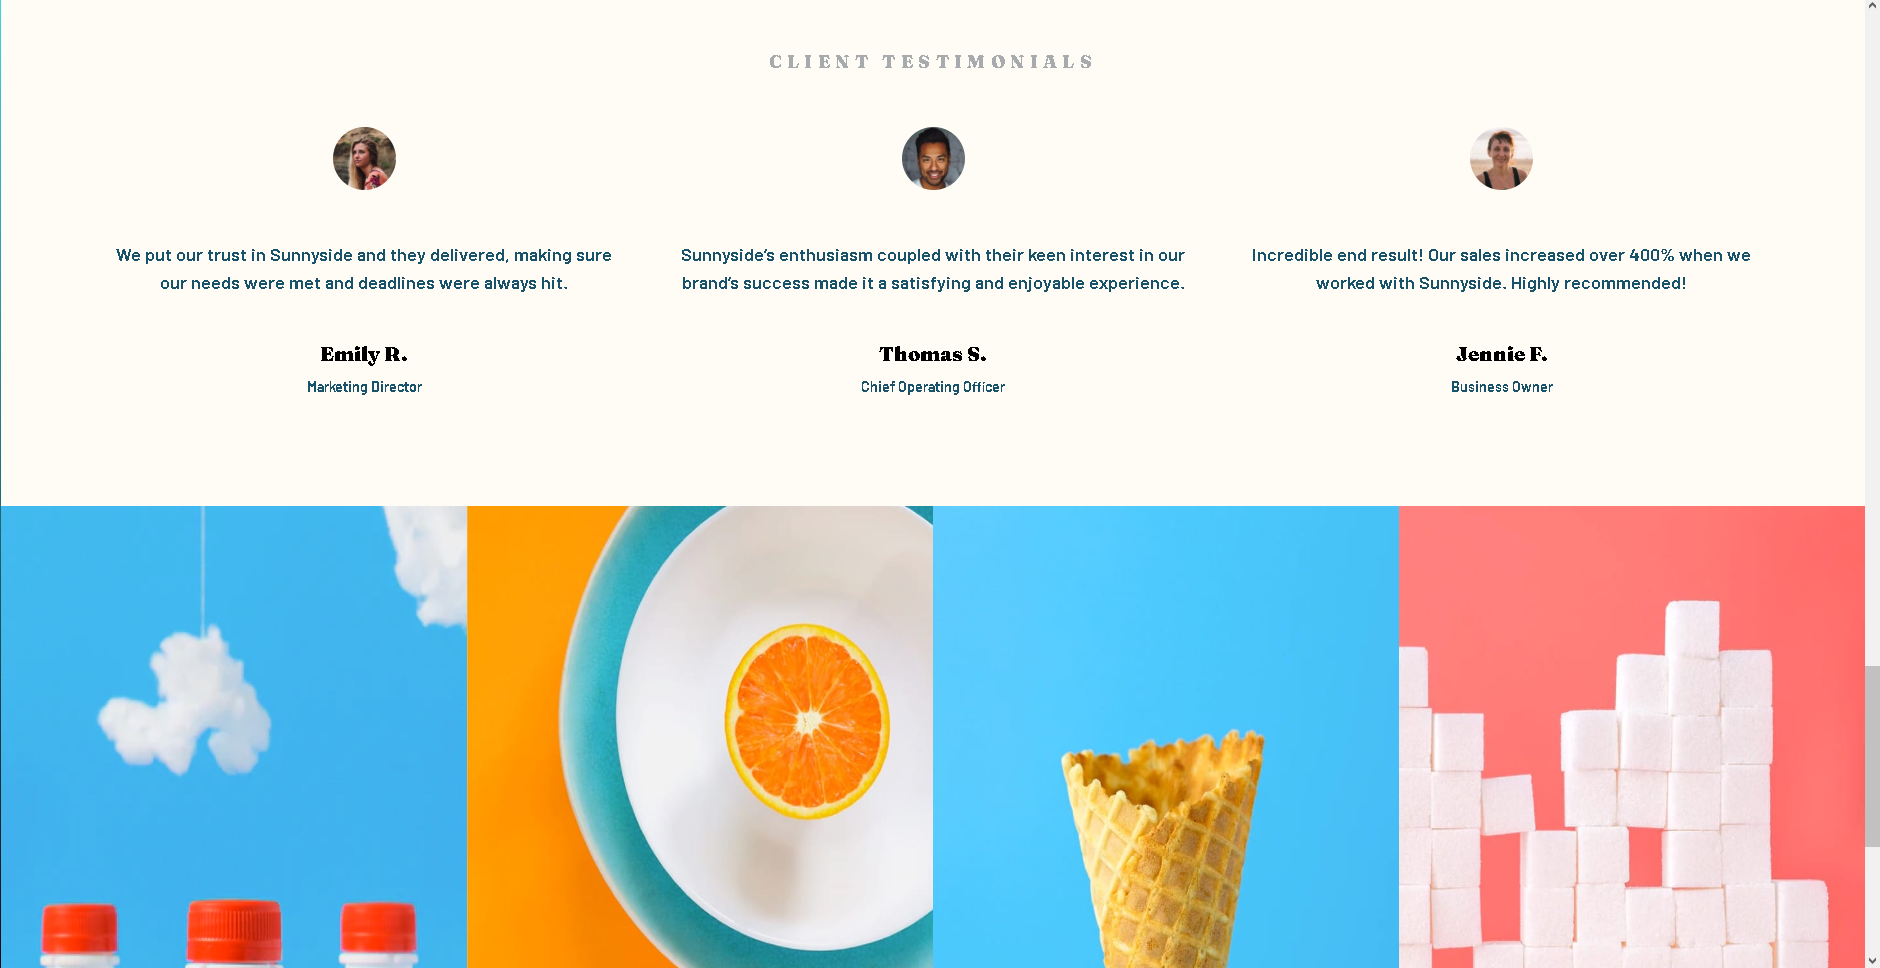 CLIENT TESTIMONIALS
We put our trust in Sunnyside and they delivered, making sure
our needs were met and deadlines were always hit.
Emily R.
Marketing Director
Sunnyside’s enthusiasm coupled with their keen interest in our
brand’s success made it a satisfying and enjoyable experience.
Thomas S.
Chief Operating Officer
Incredible end result! Our sales increased over 400% when we
worked with Sunnyside. Highly recommended!
Jennie F.
Business Owner